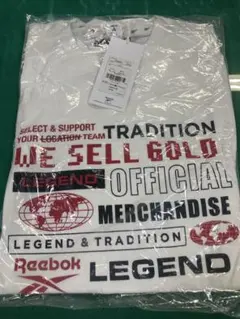 SELECT & SUPPORT
YOUR LOCATION TEAM
TRADITION
WE SELL GOLD
LEGEND
OFFICIAL
MERCHANDISE
LEGEND & TRADITION
Reebok
LEGEND